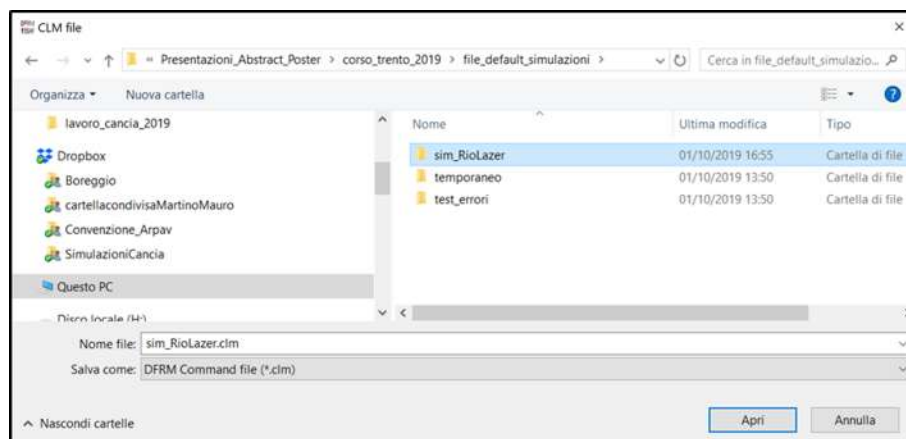 CLM file
« Presentazioni_Abstract_Poster > corso_trento_2019 > file_default_simulazioni >
Cerca in file_default_simulazio...
Organizza
Nuova cartella
lavoro_cancia_2019
Dropbox
Boreggio
cartellacondivisaMartinoMauro
Convenzione_Arpav
SimulazioniCancia
Questo PC
Disco locale (H:)
Nome Ultima modifica Tipo
sim_RioLazer 01/10/2019 16:55 Cartella di file
temporaneo 01/10/2019 13:50 Cartella di file
test_errori 01/10/2019 13:50 Cartella di file
Nome file: sim_RioLazer.clm
Salva come: DFRM Command file (*.clm)
Nascondi cartelle
Apri
Annulla